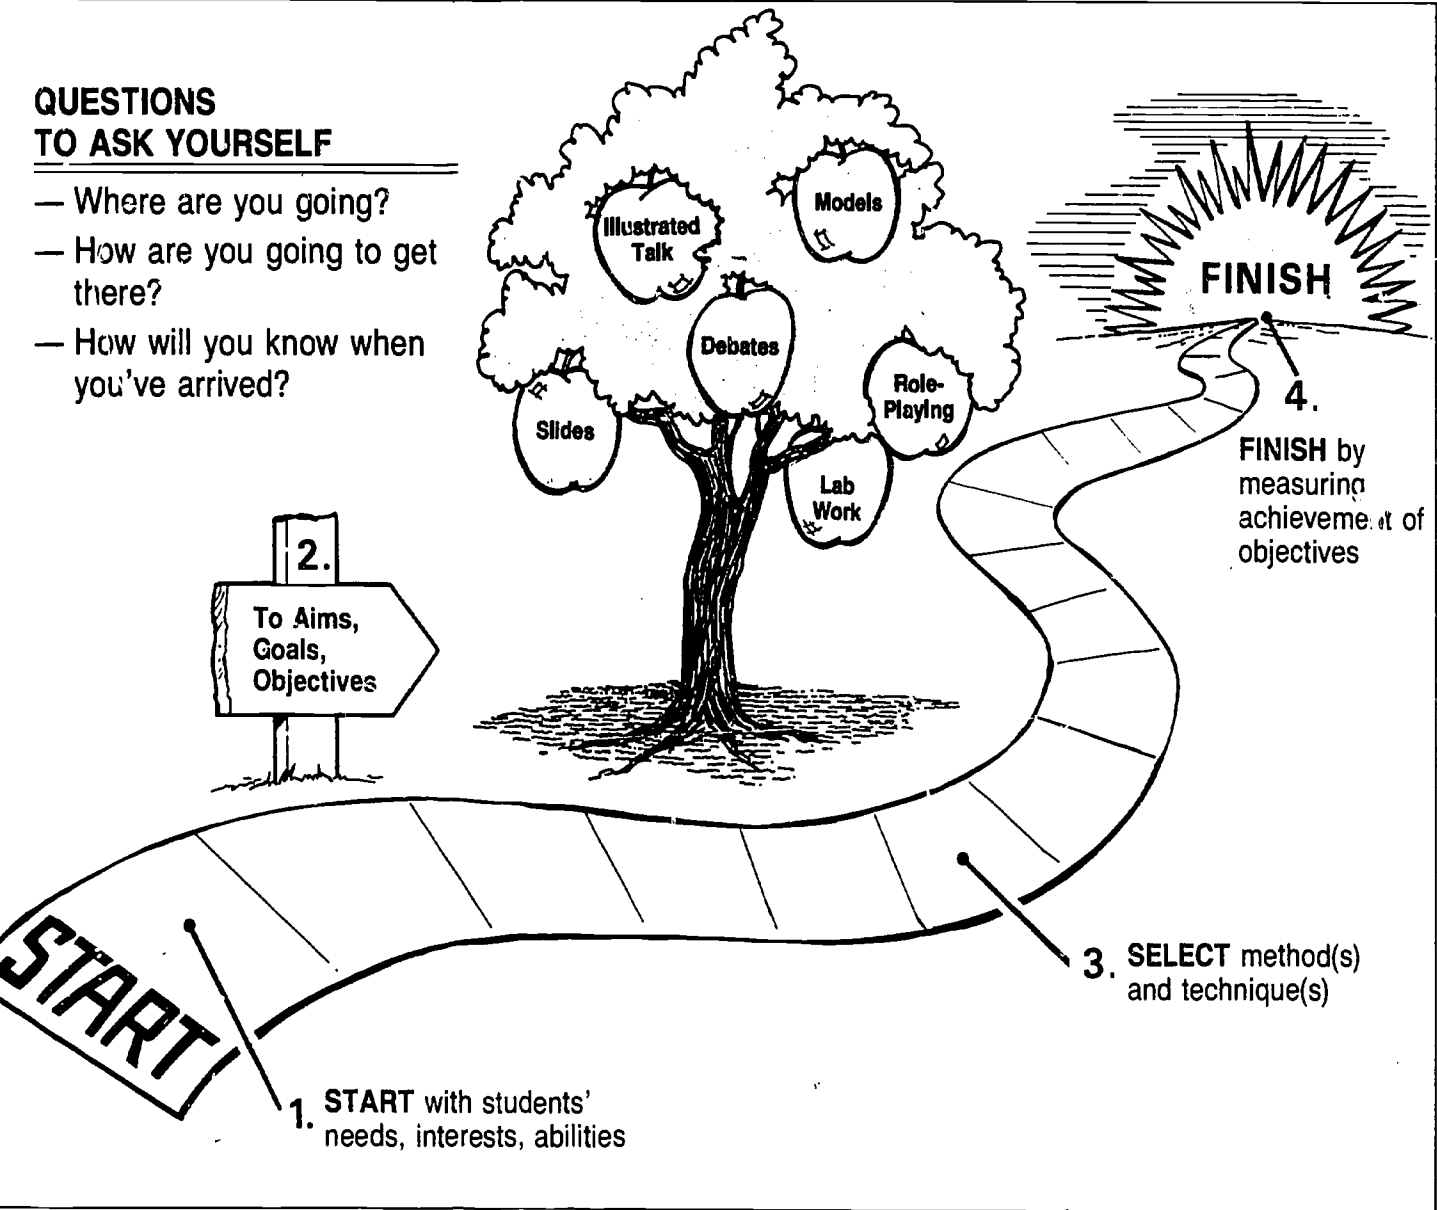 QUESTIONS
TO ASK YOURSELF
— Where are you going?
— How are you going to get
there?
— How will you know when
you've arrived?
Illustrated
Talk
Models
Debates
Slides
Role-
Playing
Lab
Work
FINISH
4.
FINISH by
measuring
achievement of
objectives
2.
To Aims,
Goals,
Objectives
START
3. SELECT method(s)
and technique(s)
1. START with students'
needs, interests, abilities